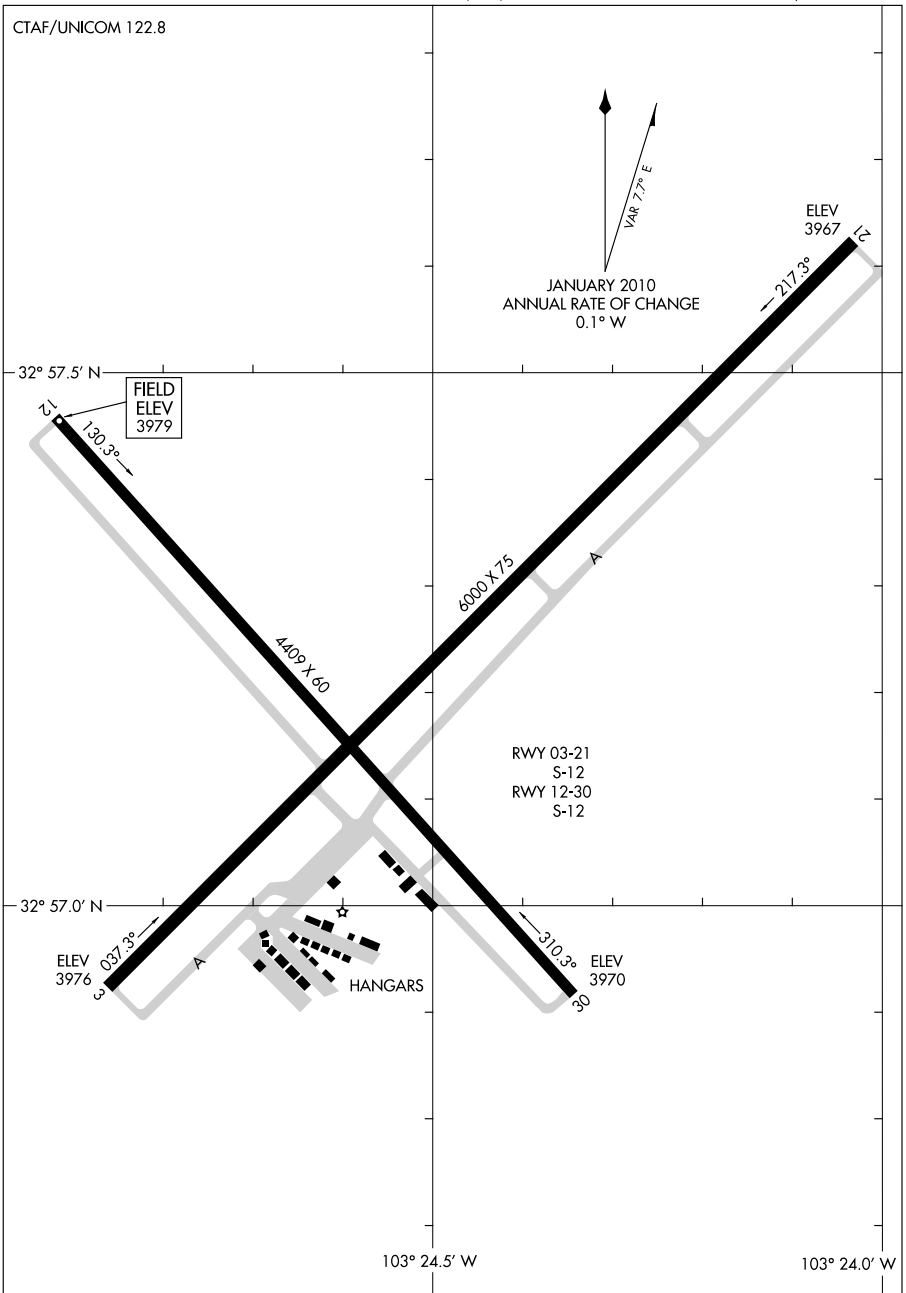 CTAF/UNICOM 122.8
VAR 7.7° E
JANUARY 2010
ANNUAL RATE OF CHANGE
0.1° W
ELEV
3967
21
217.3°
32° 57.5' N
FIELD
ELEV
3979
12
130.3°
6000 X 75
A
4409 X 60
RWY 03-21
S-12
RWY 12-30
S-12
32° 57.0' N
037.3°
ELEV
3976
3
A
HANGARS
310.3°
ELEV
3970
30
103° 24.5' W
103° 24.0' W